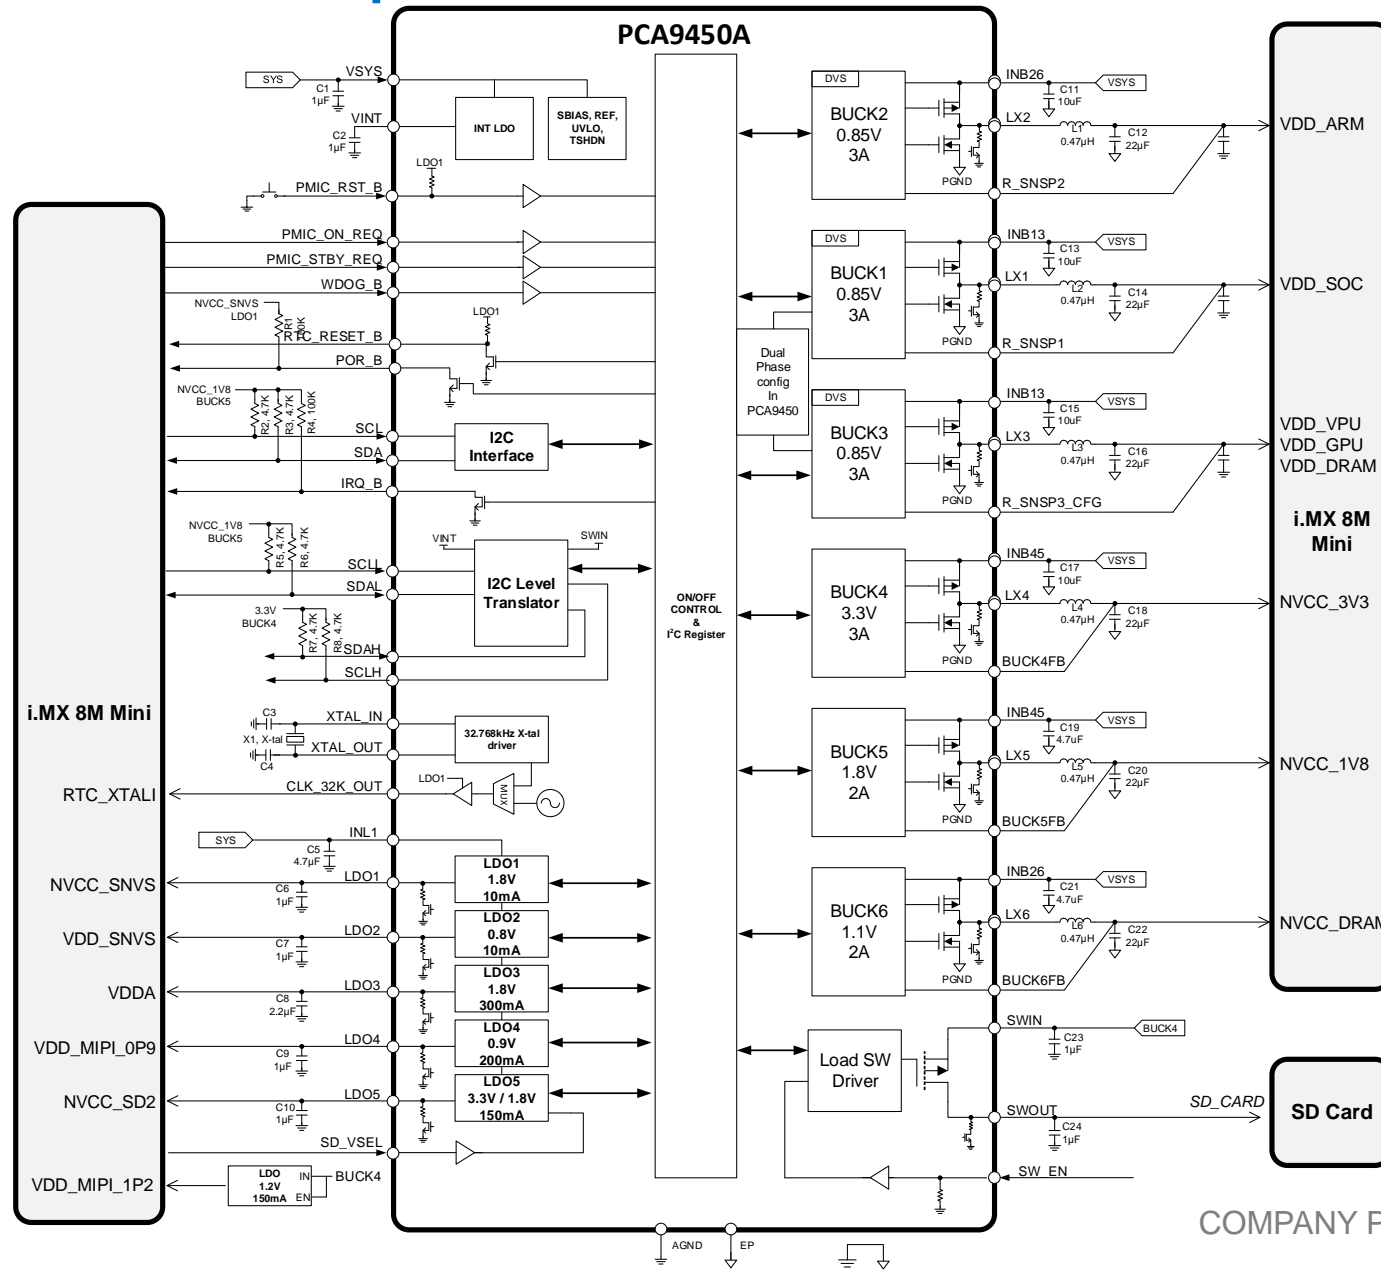 PCA9450A
SYS
VSYS
C1
1µF
VINT
C2
1µF
INT LDO
SBIAS, REF,
UVLO,
TSHDN
LDO1
PMIC_RST_B
PMIC_ON_REQ
PMIC_STBY_REQ
WDOG_B
NVCC_SNVS
LDO1
R1
100K
RTC_RESET_B
POR_B
LDO1
NVCC_1V8
BUCK5
R2, 4.7K
R3, 4.7K
R4, 100K
SCL
SDA
IRQ_B
I2C
Interface
NVCC_1V8
BUCK5
R5, 4.7K
R6, 4.7K
SCLL
SDAL
VINT
SWIN
I2C Level
Translator
3.3V
BUCK4
R7, 4.7K
R8, 4.7K
SDAH
SCLH
i.MX 8M Mini
C3
X1, X-tal
C4
XTAL_IN
XTAL_OUT
32.768kHz X-tal
driver
RTC_XTALI
CLK_32K_OUT
LDO1
MUX
SYS
INL1
C5
4.7µF
NVCC_SNVS
C6
1µF
LDO1
LDO1
1.8V
10mA
VDD_SNVS
C7
1µF
LDO2
LDO2
0.8V
10mA
VDDA
C8
2.2µF
LDO3
LDO3
1.8V
300mA
VDD_MIPI_0P9
C9
1µF
LDO4
LDO4
0.9V
200mA
NVCC_SD2
C10
1µF
LDO5
LDO5
3.3V / 1.8V
150mA
SD_VSEL
VDD_MIPI_1P2
LDO
1.2V
150mA
IN
EN
BUCK4
ON/OFF
CONTROL
&
I²C Register
Dual
Phase
config
In
PCA9450
DVS
BUCK2
0.85V
3A
PGND
INB26
C11
10uF
VSYS
LX2
L1
0.47µH
C12
22µF
R_SNSP2
VDD_ARM
DVS
BUCK1
0.85V
3A
PGND
INB13
C13
10uF
VSYS
LX1
L2
0.47µH
C14
22µF
R_SNSP1
VDD_SOC
DVS
BUCK3
0.85V
3A
PGND
INB13
C15
10uF
VSYS
LX3
L3
0.47µH
C16
22µF
R_SNSP3_CFG
VDD_VPU
VDD_GPU
VDD_DRAM
i.MX 8M
Mini
BUCK4
3.3V
3A
PGND
INB45
C17
10uF
VSYS
LX4
L4
0.47µH
C18
22µF
BUCK4FB
NVCC_3V3
BUCK5
1.8V
2A
PGND
INB45
C19
4.7uF
VSYS
LX5
L5
0.47µH
C20
22µF
BUCK5FB
NVCC_1V8
BUCK6
1.1V
2A
PGND
INB26
C21
4.7uF
VSYS
LX6
L6
0.47µH
C22
22µF
BUCK6FB
NVCC_DRAM
Load SW
Driver
SWIN
C23
1µF
BUCK4
SWOUT
C24
1µF
SD_CARD
SD Card
SW_EN
AGND
EP
COMPANY P